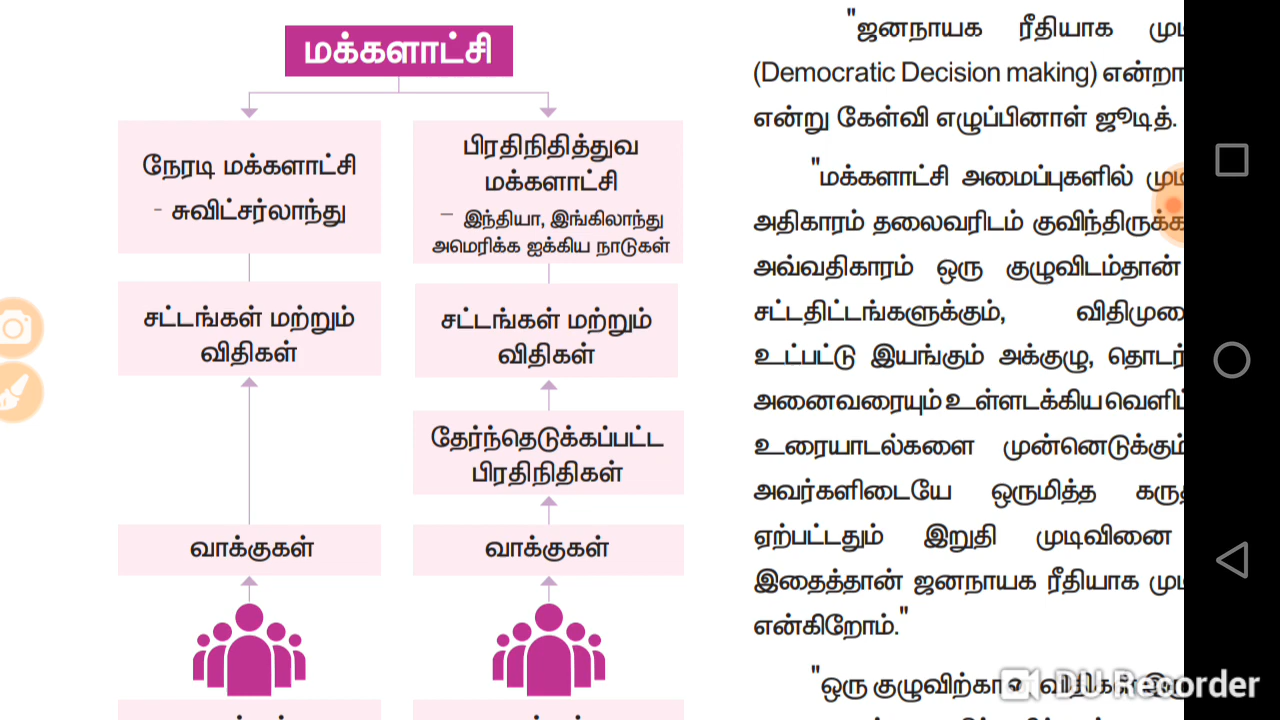 மக்களாட்சி
நேரடி மக்களாட்சி
- சுவிட்சர்லாந்து
சட்டங்கள் மற்றும்
விதிகள்
வாக்குகள்
பிரதிநிதித்துவ
மக்களாட்சி
– இந்தியா, இங்கிலாந்து
அமெரிக்க ஐக்கிய நாடுகள்
சட்டங்கள் மற்றும்
விதிகள்
தேர்ந்தெடுக்கப்பட்ட
பிரதிநிதிகள்
வாக்குகள்
"ஜனநாயக ரீதியாக
(Democratic Decision making)
என்று கேள்வி எழுப்பினாள் ஜூடித்.
"மக்களாட்சி அமைப்புகளில்
அதிகாரம் தலைவரிடம்
அவ்வதிகாரம் ஒரு குழுவிடம்தான்
சட்டதிட்டங்களுக்கும்,
உட்பட்டு இயங்கும் அக்குழு,
அனைவரையும் உள்ளடக்கிய
உரையாடல்களை முன்னெடுக்கும்
அவர்களிடையே ஒருமித்த
ஏற்பட்டதும் இறுதி முடிவினை
இதைத்தான் ஜனநாயக ரீதியாக
என்கிறோம்."
"ஒரு
DU Recorder